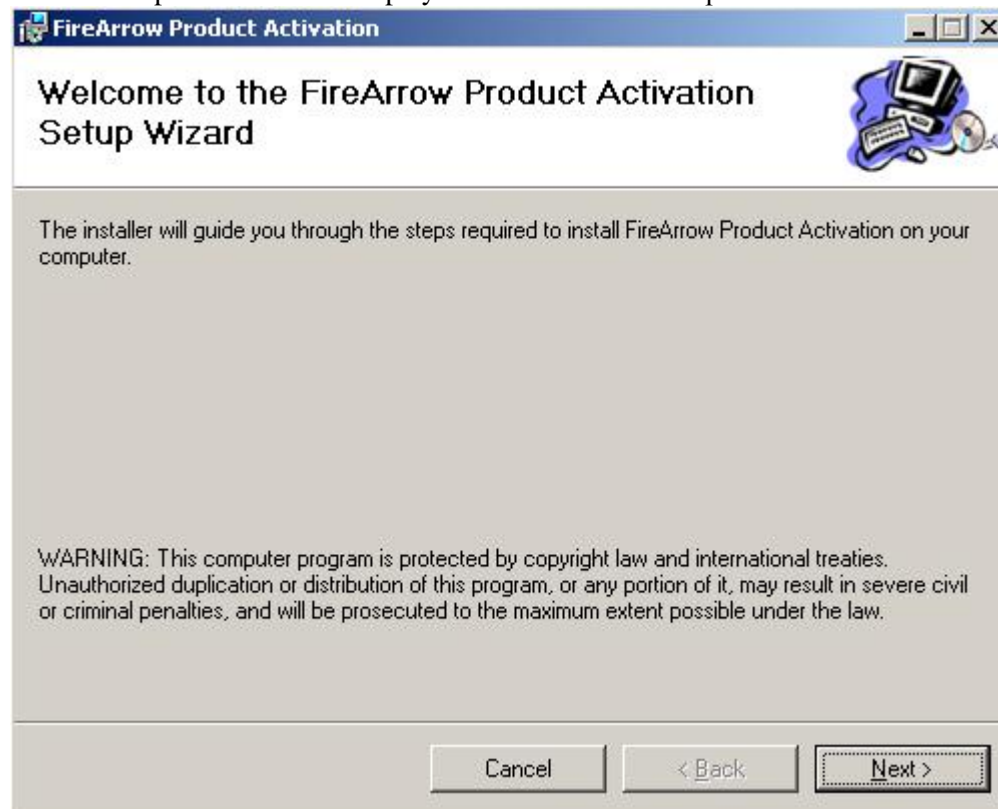 FireArrow Product Activation
Welcome to the FireArrow Product Activation
Setup Wizard
The installer will guide you through the steps required to install FireArrow Product Activation on your
computer.
WARNING: This computer program is protected by copyright law and international treaties.
Unauthorized duplication or distribution of this program, or any portion of it, may result in severe civil
or criminal penalties, and will be prosecuted to the maximum extent possible under the law.
Cancel < Back Next >